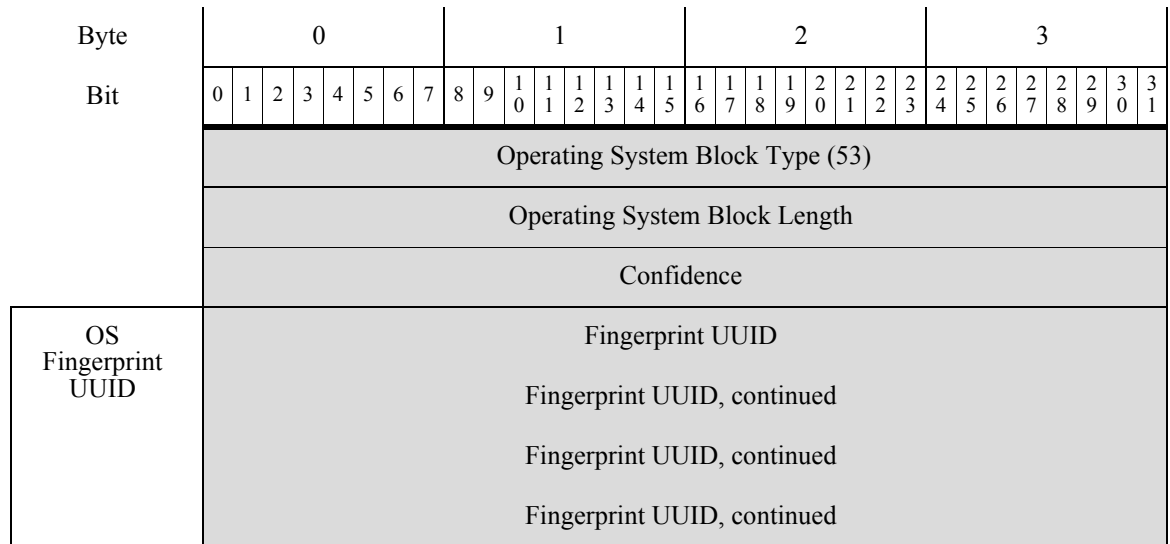 Byte 0 1 2 3
Bit 0 1 2 3 4 5 6 7 8 9 10 11 12 13 14 15 16 17 18 19 20 21 22 23 24 25 26 27 28 29 30 31
Operating System Block Type (53)
Operating System Block Length
Confidence
OS
Fingerprint
UUID
Fingerprint UUID
Fingerprint UUID, continued
Fingerprint UUID, continued
Fingerprint UUID, continued